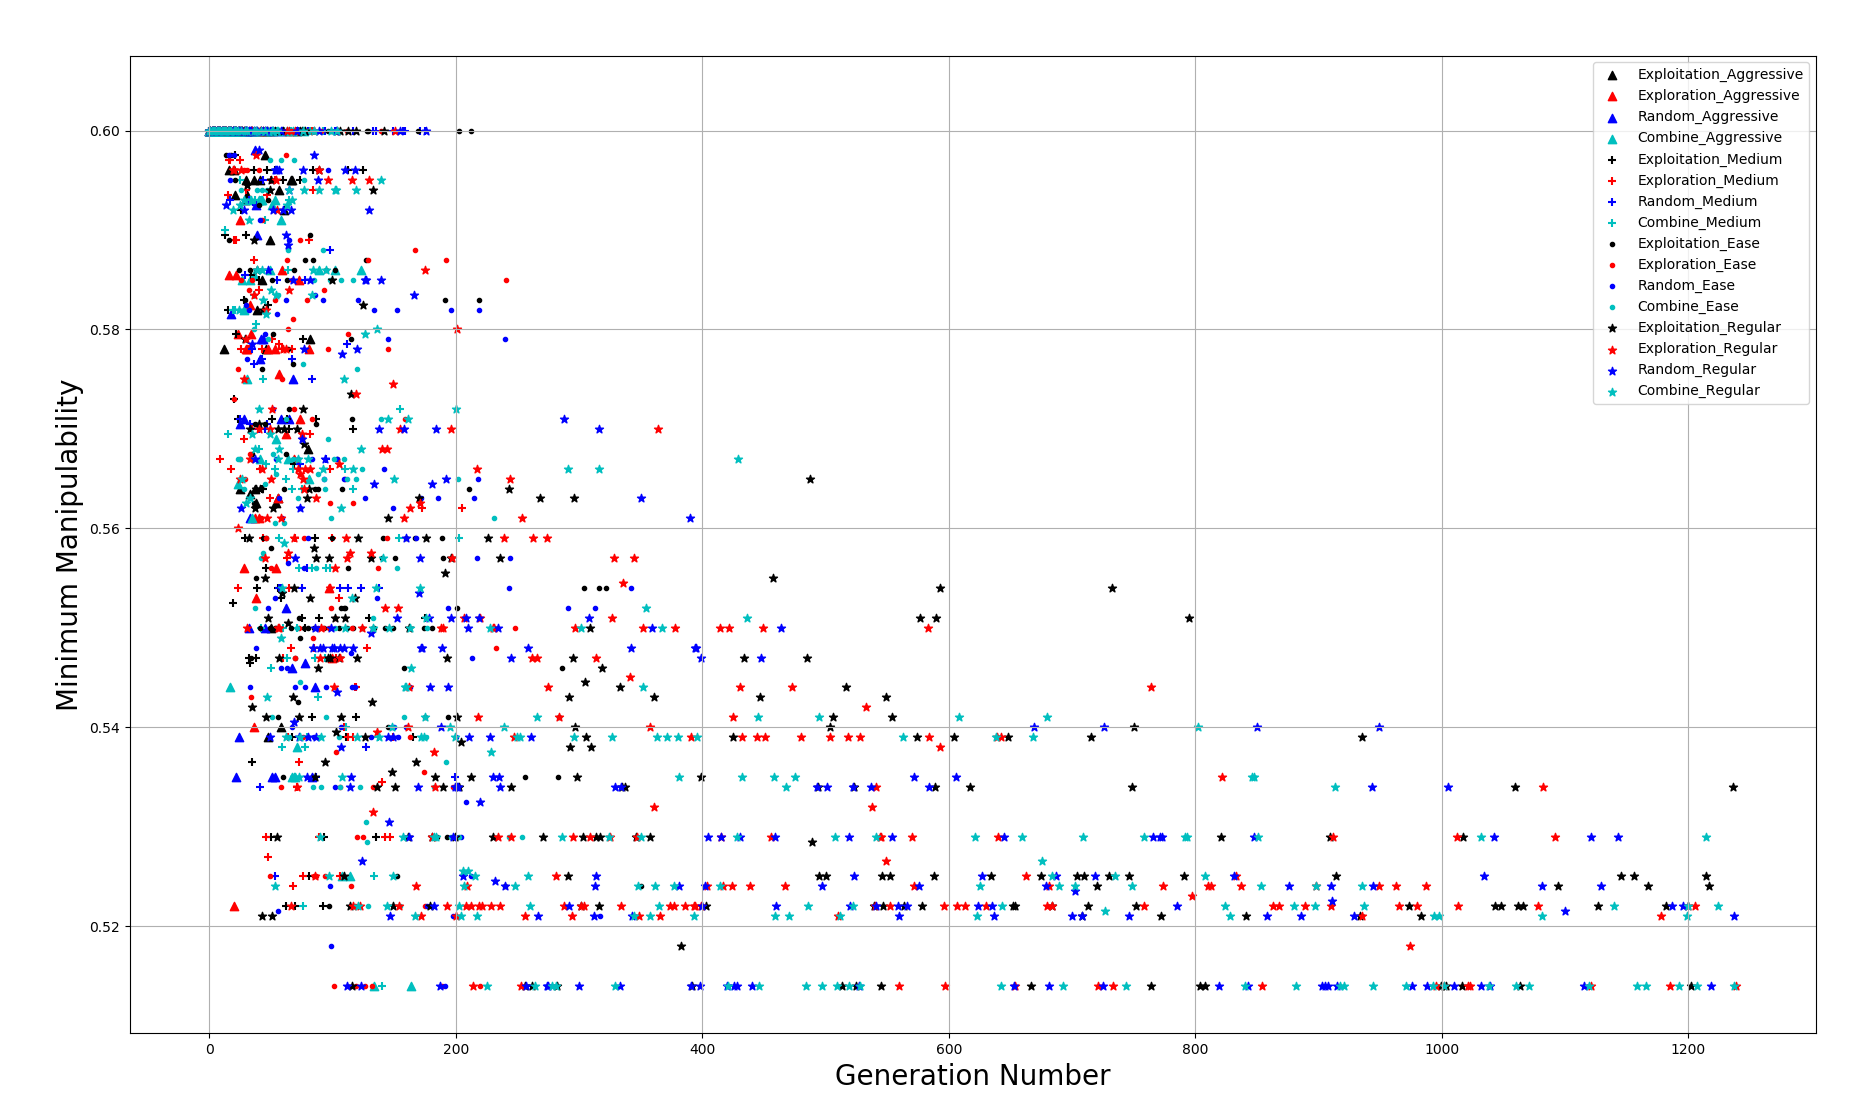 Exploitation_Aggressive
Exploration_Aggressive
Random_Aggressive
Combine_Aggressive
Exploitation_Medium
Exploration_Medium
Random_Medium
Combine_Medium
Exploitation_Ease
Exploration_Ease
Random_Ease
Combine_Ease
Exploitation_Regular
Exploration_Regular
Random_Regular
Combine_Regular
0.60
0.58
0.56
0.54
0.52
Minimum Manipulability
0 200 400 600 800 1000 1200
Generation Number